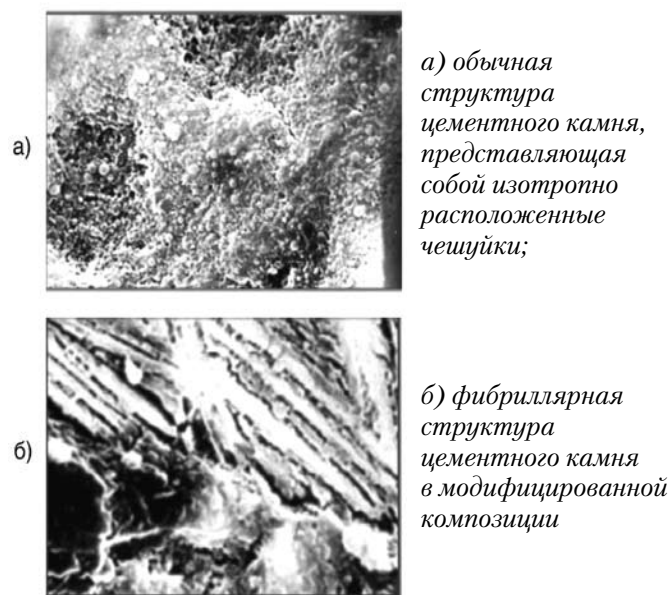 а)
а) обычная
структура
цементного камня,
представляющая
собой изотропно
расположенные
чешуйки;
б)
б) фибриллярная
структура
цементного камня
в модифицированной
композиции